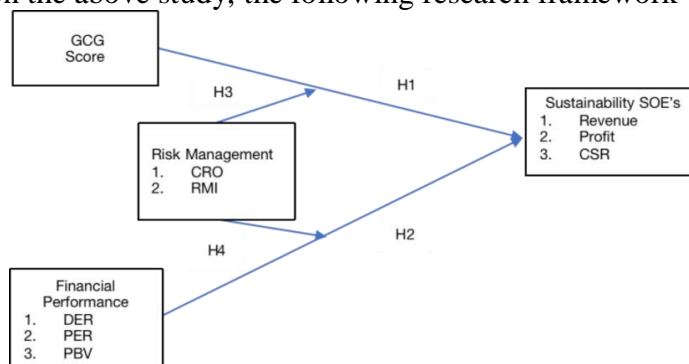 n the above study, the following research framework
GCG
Score
H3
H1
Sustainability SOE's
1. Revenue
2. Profit
3. CSR
Risk Management
1. CRO
2. RMI
H4
H2
Financial
Performance
1. DER
2. PER
3. PBV